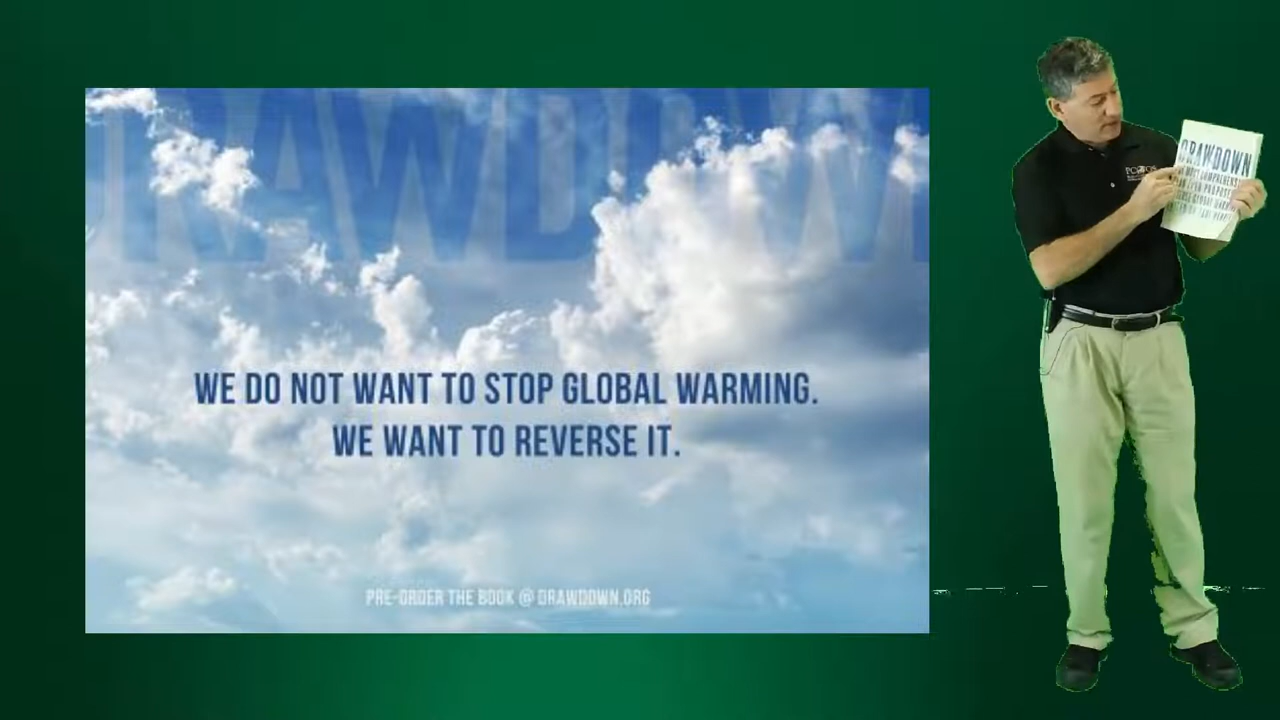 DRAWDOWN
WE DO NOT WANT TO STOP GLOBAL WARMING.
WE WANT TO REVERSE IT.
PRE-ORDER THE BOOK @ DRAWDOWN.ORG
DRAWDOWN